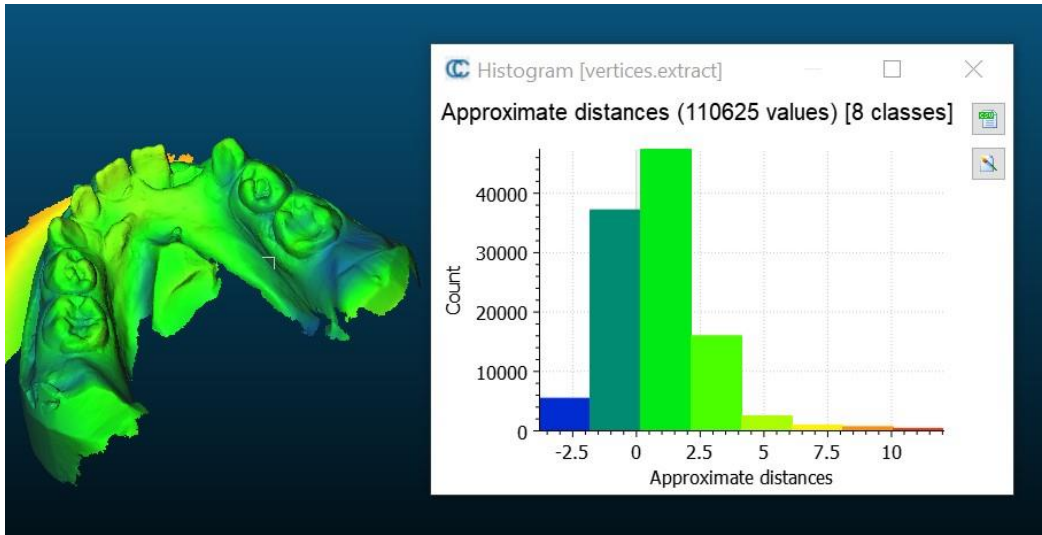 Histogram [vertices.extract]
Approximate distances (110625 values) [8 classes]
CSV
Count
40000
30000
20000
10000
0
-2.5 0 2.5 5 7.5 10
Approximate distances